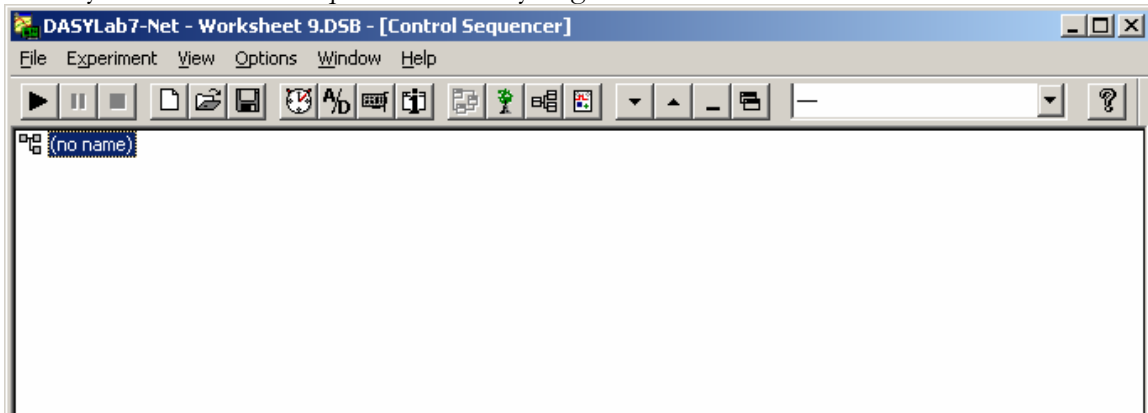 DASYLab7-Net - Worksheet 9.DSB - [Control Sequencer]
File Experiment View Options Window Help
(no name)